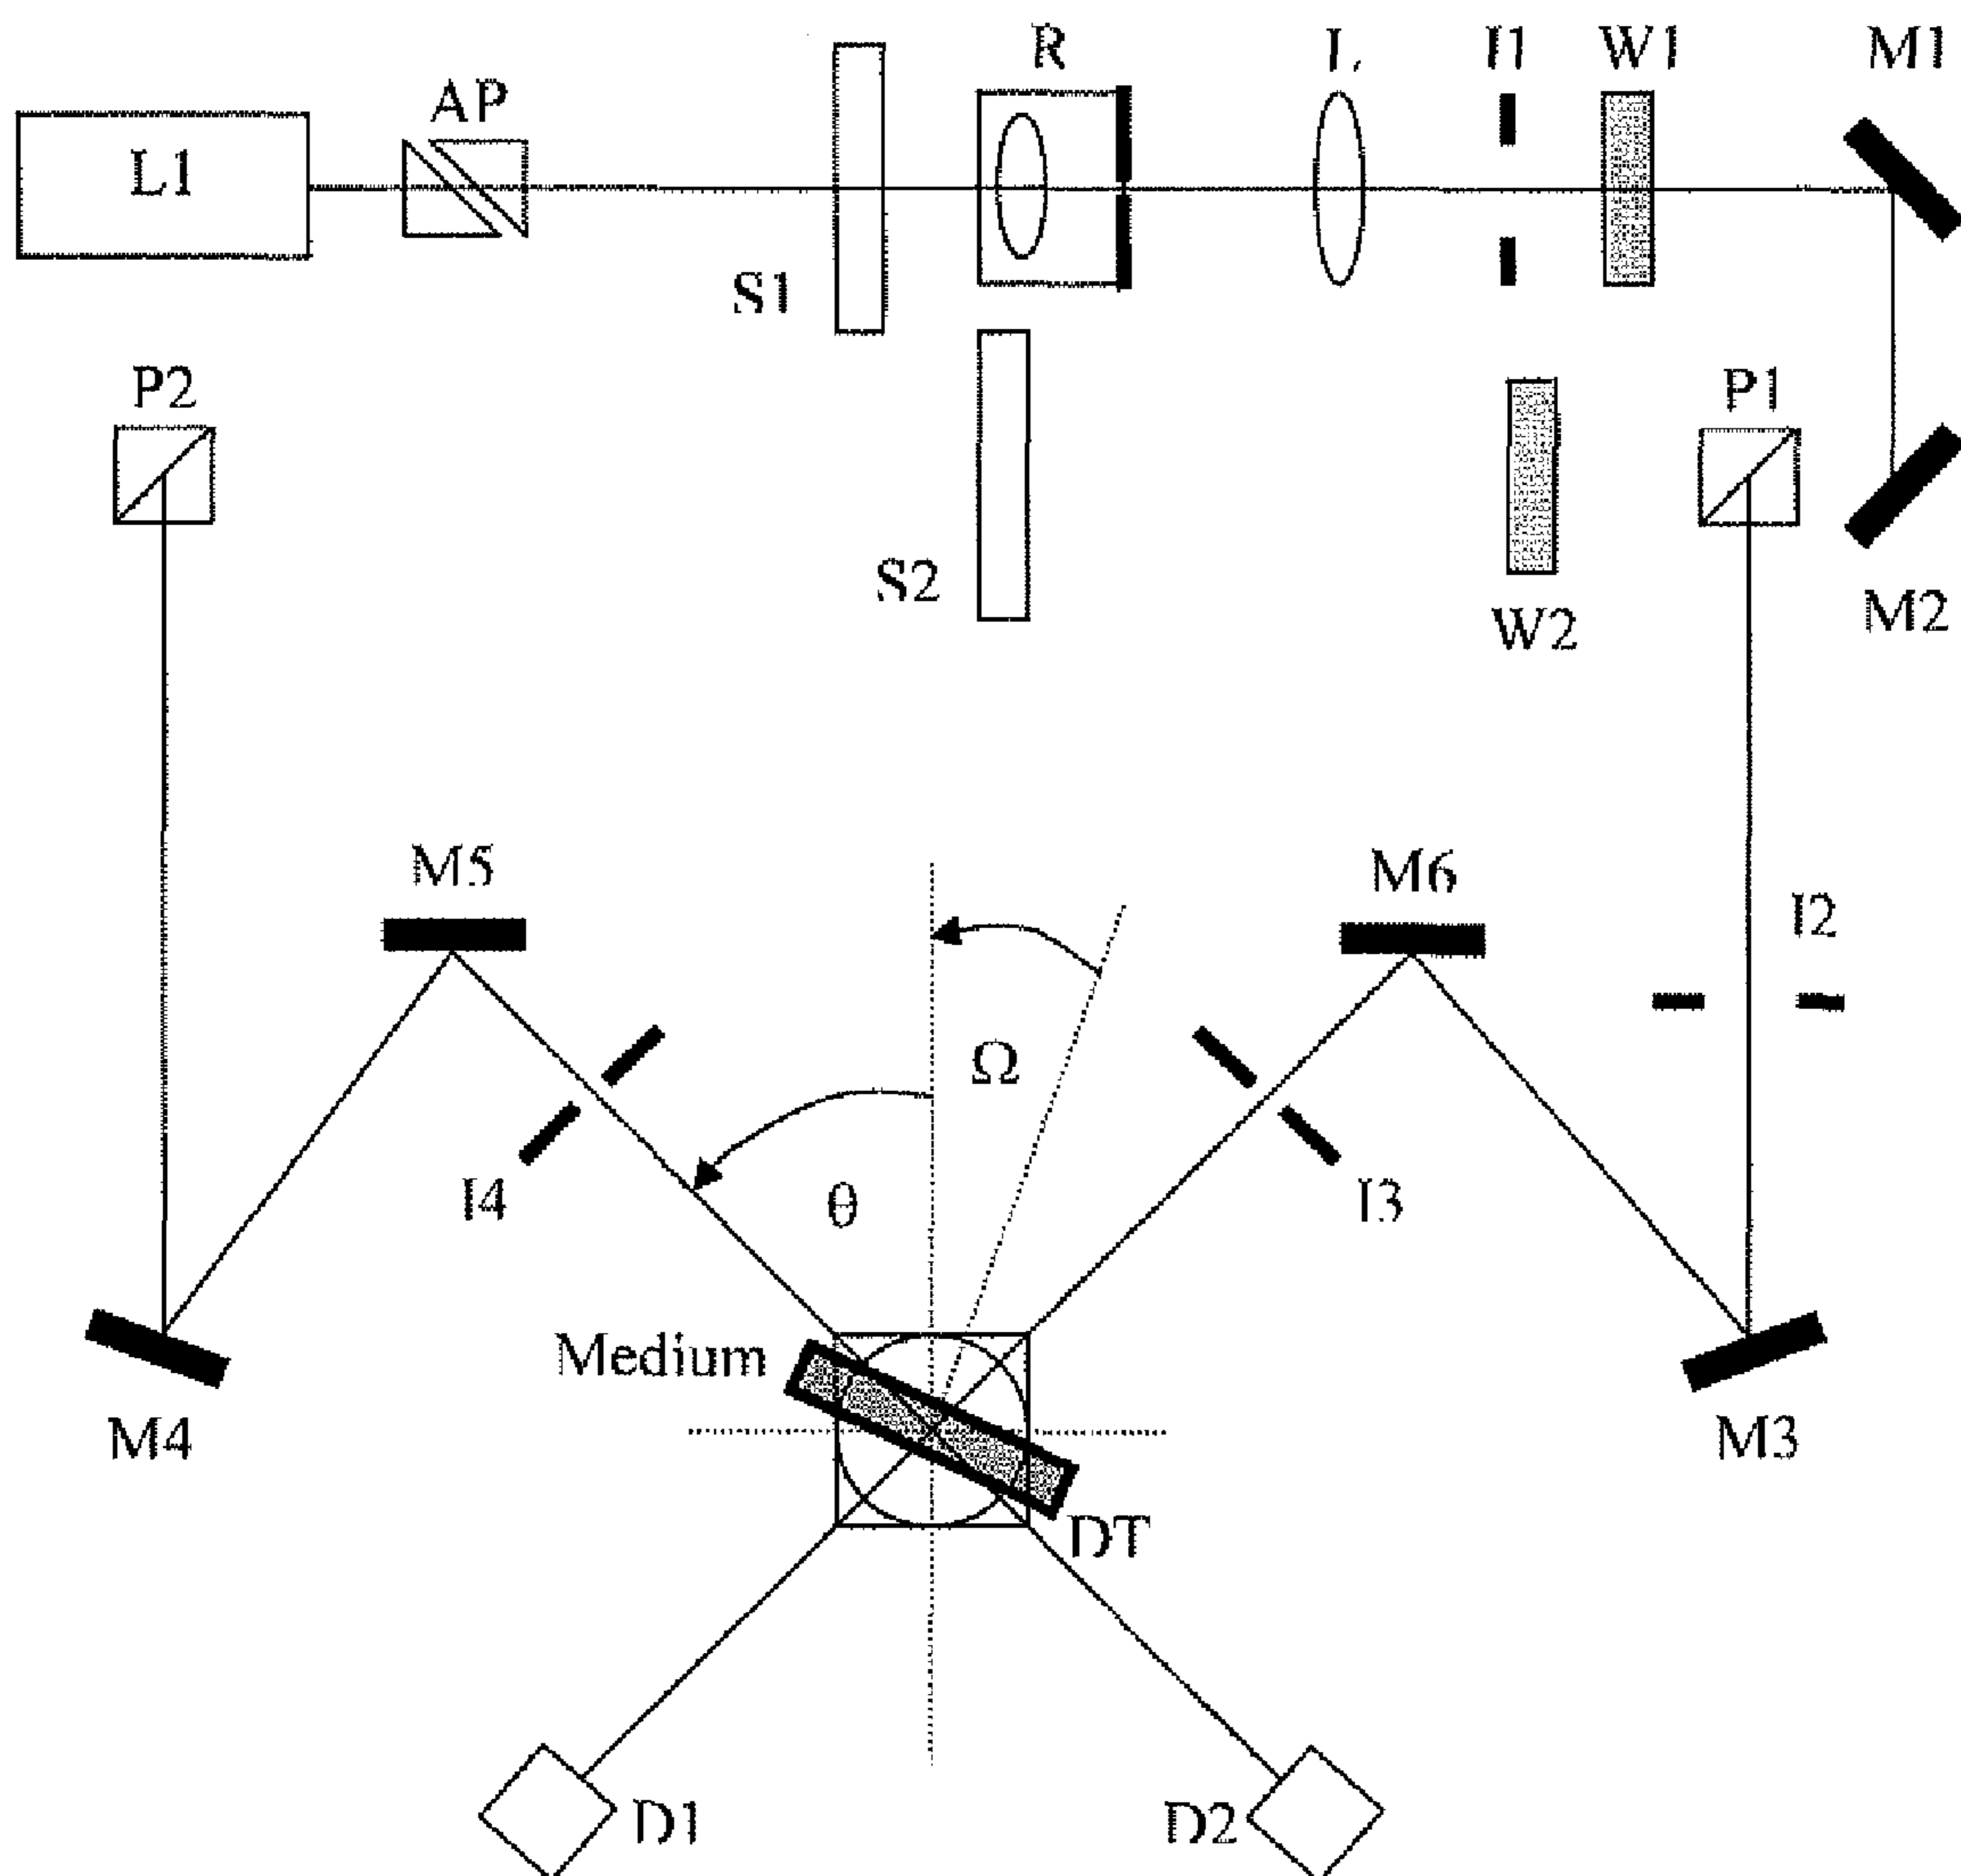 R L I1 W1 M1
AP
L1
S1
P2 P1
S2
W2 M2
M5 M6
I2
Ω
I4 θ I3
Medium
M4 M3
DT
D1 D2